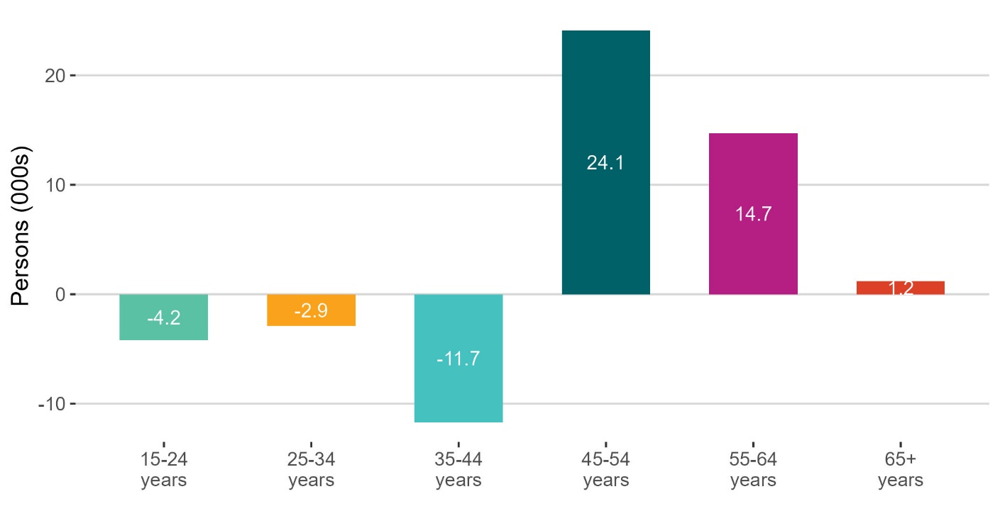 Persons (000s)
20
10
0
-10
24.1
14.7
1.2
-4.2
-2.9
-11.7
15-24
years
25-34
years
35-44
years
45-54
years
55-64
years
65+
years